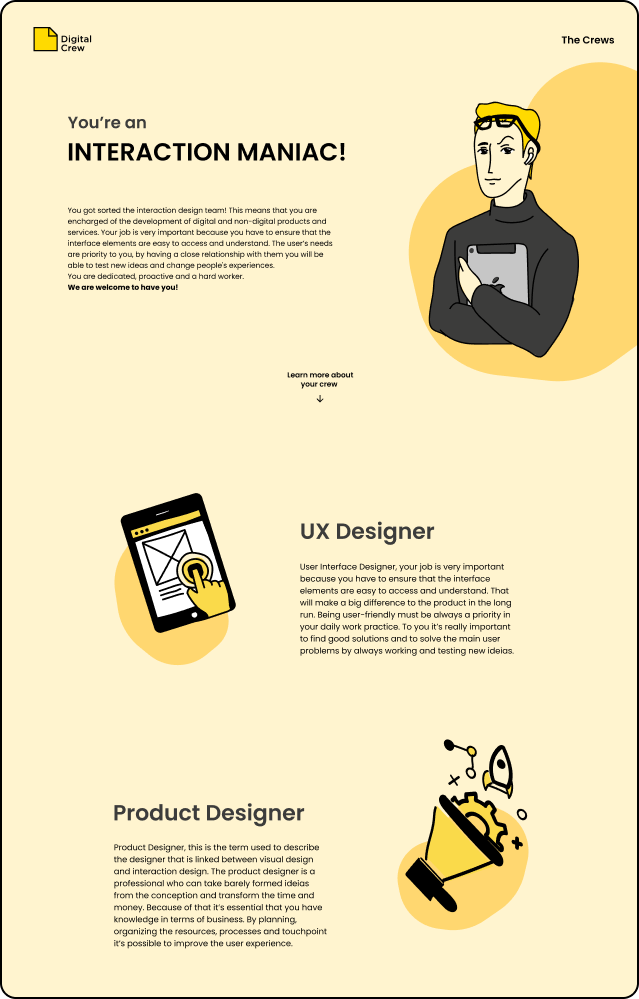 Digital
Crew
The Crews
You're an
INTERACTION MANIAC!
You got sorted the interaction design team! This means that you are
encharged of the development of digital and non-digital products and
services. Your job is very important because you have to ensure that the
interface elements are easy to access and understand. The user's needs
are priority to you, by having a close relationship with them you will be
able to test new ideas and change people's experiences.
You are dedicated, proactive and a hard worker.
We are welcome to have you!
Learn more about
your crew
UX Designer
User Interface Designer, your job is very important
because you have to ensure that the interface
elements are easy to access and understand. That
will make a big difference to the product in the long
run. Being user-friendly must be always a priority in
your daily work practice. To you it's really important
to find good solutions and to solve the main user
problems by always working and testing new ideias.
Product Designer
Product Designer, this is the term used to describe
the designer that is linked between visual design
and interaction design. The product designer is a
professional who can take barely formed ideias
from the conception and transform the time and
money. Because of that it's essential that you have
knowledge in terms of business. By planning,
organizing the resources, processes and touchpoint
it's possible to improve the user experience.